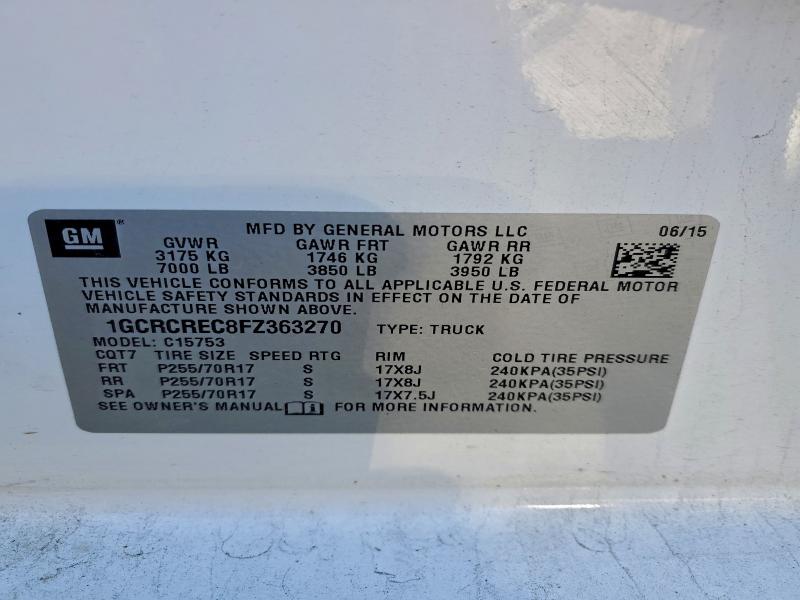 GM ® MFD BY GENERAL MOTORS LLC 06/15
GVWR GAWR FRT GAWR RR
3175 KG 1746 KG 1792 KG
7000 LB 3850 LB 3950 LB
THIS VEHICLE CONFORMS TO ALL APPLICABLE U.S. FEDERAL MOTOR
VEHICLE SAFETY STANDARDS IN EFFECT ON THE DATE OF
MANUFACTURE SHOWN ABOVE.
1GCRCREC8FZ363270 TYPE: TRUCK
MODEL: C15753
CQT7 TIRE SIZE SPEED RTG RIM COLD TIRE PRESSURE
FRT P255/70R17 S 17X8J 240KPA(35PSI)
RR P255/70R17 S 17X8J 240KPA(35PSI)
SPA P255/70R17 S 17X7.5J 240KPA(35PSI)
SEE OWNER'S MANUAL i FOR MORE INFORMATION.